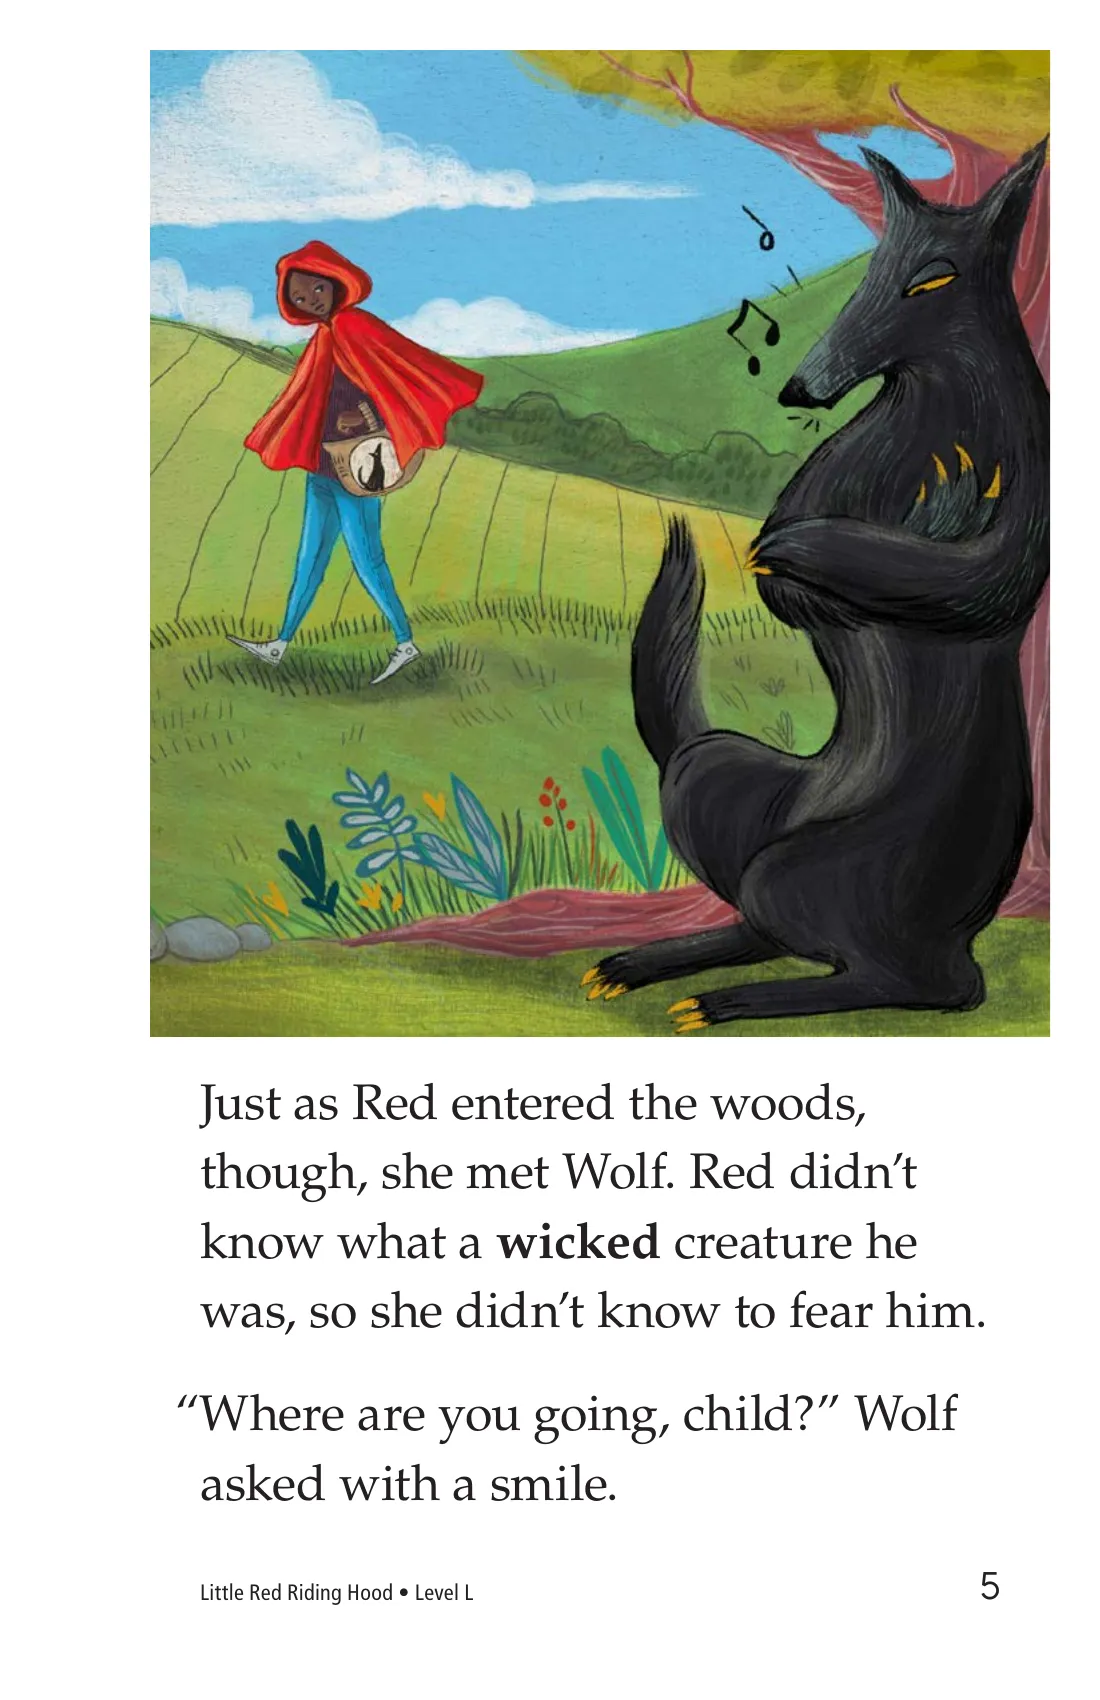 Just as Red entered the woods,
though, she met Wolf. Red didn’t
know what a wicked creature he
was, so she didn’t know to fear him.
“Where are you going, child?” Wolf
asked with a smile.
Little Red Riding Hood • Level L
5